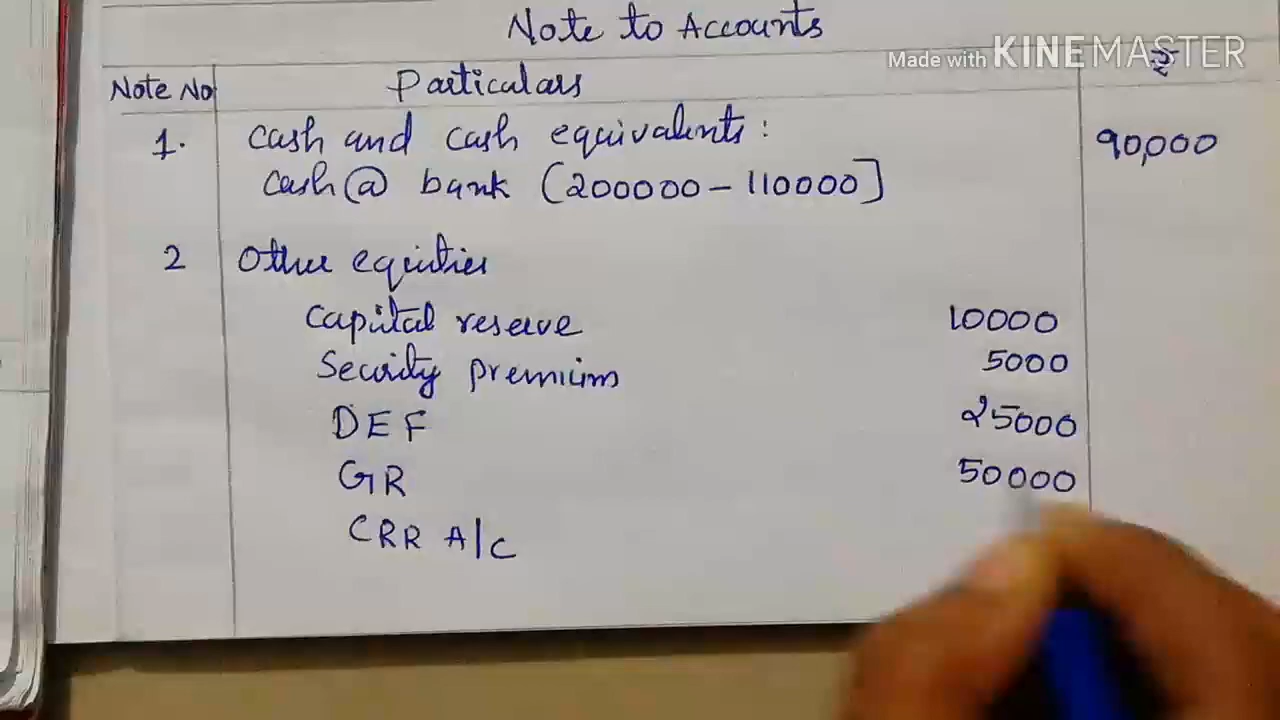 Note to Accounts
Made with KINEMASTER
Note No Particulars ₹
1. Cash and cash equivalents: 90,000
Cash @ bank (200000 - 110000]
2 Other equities
Capital reserve 10000
Security premium 5000
DEF 25000
GR 50000
CRR A/C